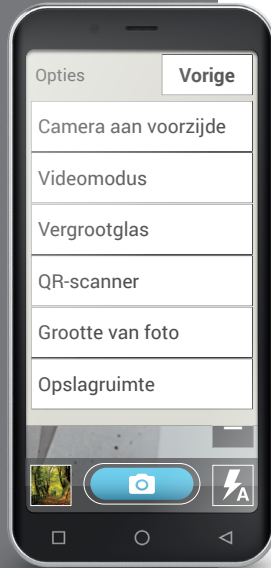 Opties
Vorige
Camera aan voorzijde
Videomodus
Vergrootglas
QR-scanner
Grootte van foto
Opslagruimte
A